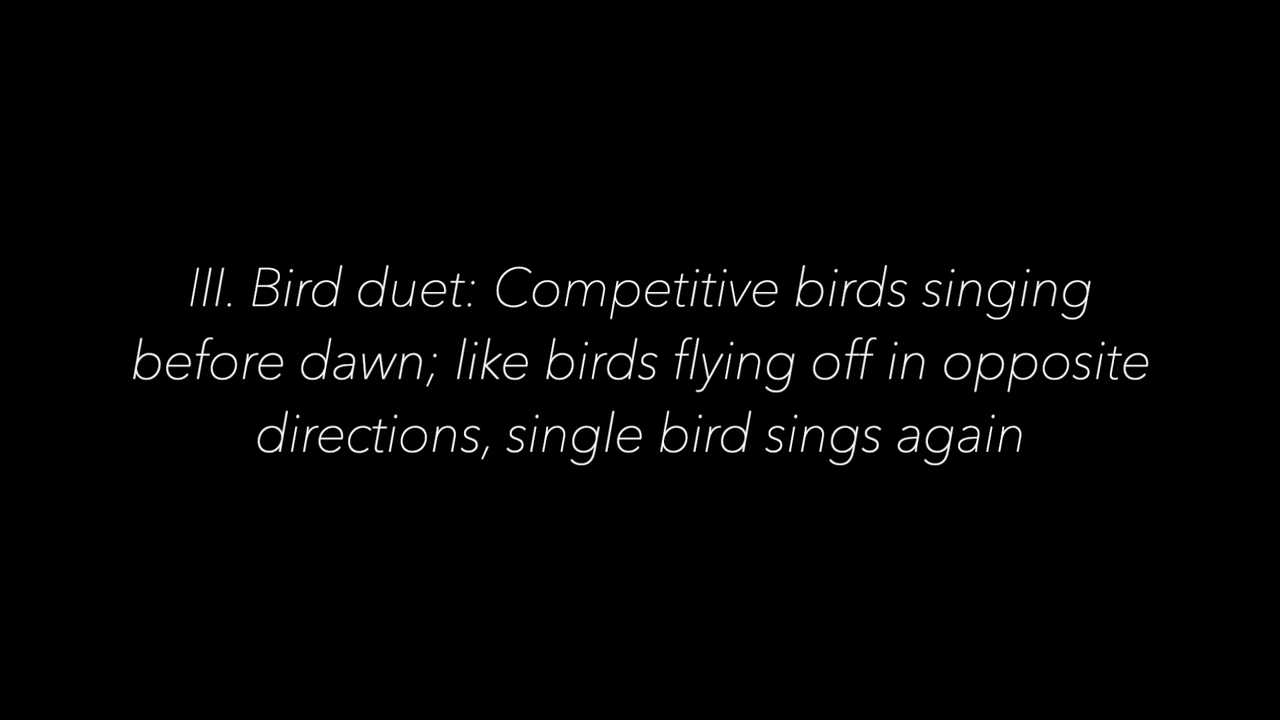 III. Bird duet: Competitive birds singing
before dawn; like birds flying off in opposite
directions, single bird sings again